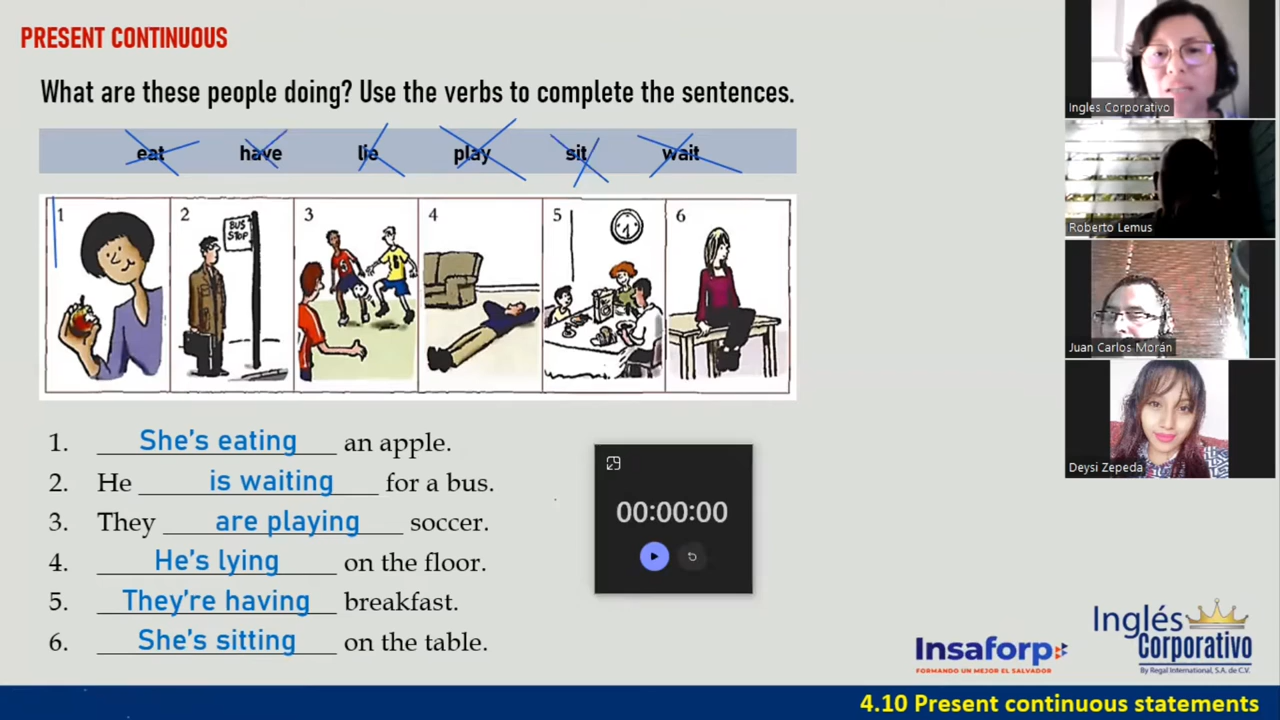 PRESENT CONTINUOUS
What are these people doing? Use the verbs to complete the sentences.
eat have lie play sit wait
1 2 3 4 5 6
BUS STOP
1. She's eating an apple.
2. He is waiting for a bus.
3. They are playing soccer.
4. He's lying on the floor.
5. They're having breakfast.
6. She's sitting on the table.
00:00:00
Inglés Corporativo
Roberto Lemus
Juan Carlos Morán
Deysi Zepeda
Insaforp
FORMANDO UN MEJOR EL SALVADOR
Inglés
Corporativo
By Regal International, S.A. de C.V.
4.10 Present continuous statements